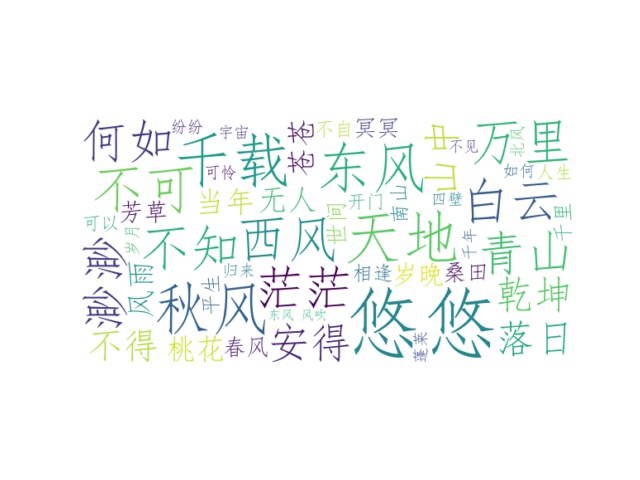 何如
纷纷
宇宙
千载
苍苍
不自
冥冥
东风
山中
不见
万里
北风
可怜
不可
芳草
当年
无人
开门
南山
四壁
如何
人生
白云
可以
岁月
渺渺
风雨
不知
西风
世间
天地
千年
青山
千里
归来
平生
秋风
茫茫
相逢
岁晚
桑田
乾坤
东风 风吹
悠悠
不得
桃花
春风
安得
蓬莱
落日